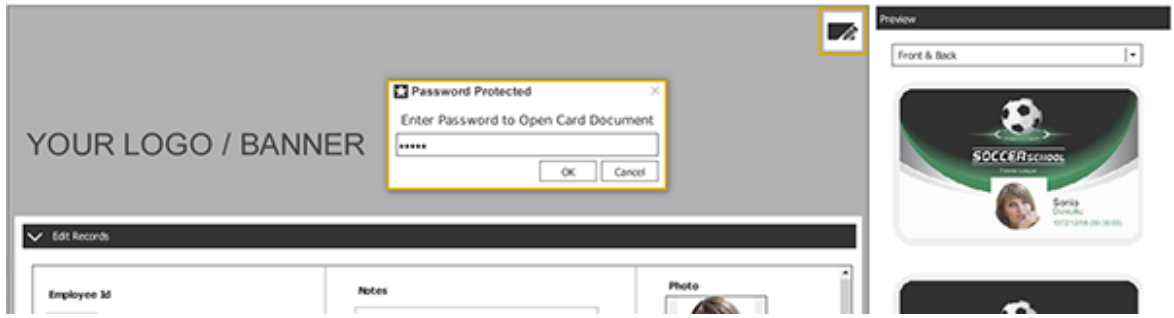 Preview
Front & Back
Password Protected
Enter Password to Open Card Document
*****
OK Cancel
YOUR LOGO / BANNER
SOCCER SCHOOL
Sonia
Edit Records
Employee Id
Notes
Photo